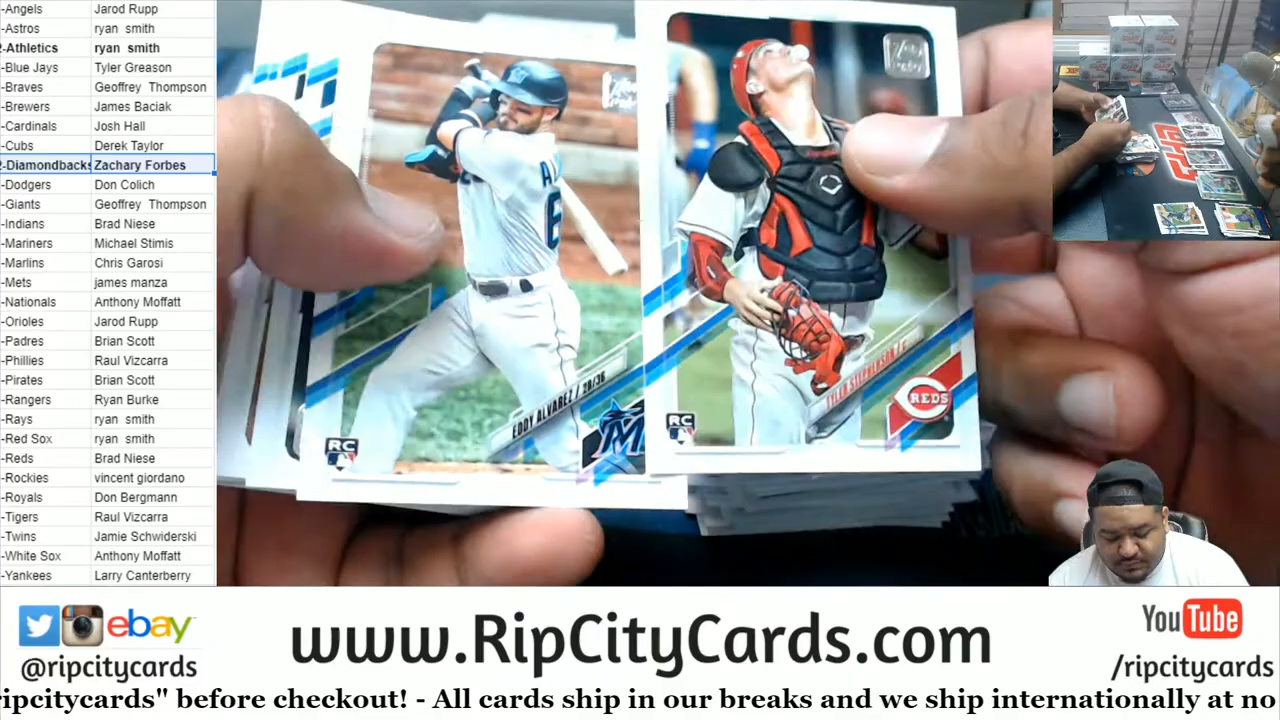 -Angels Jarod Rupp
-Astros ryan smith
2-Athletics ryan smith
-Blue Jays Tyler Greason
-Braves Geoffrey Thompson
-Brewers James Baciak
-Cardinals Josh Hall
-Cubs Derek Taylor
2-Diamondbacks Zachary Forbes
-Dodgers Don Colich
-Giants Geoffrey Thompson
-Indians Brad Niese
-Mariners Michael Stimis
-Marlins Chris Garosi
-Mets james manza
-Nationals Anthony Moffatt
-Orioles Jarod Rupp
-Padres Brian Scott
-Phillies Raul Vizcarra
-Pirates Brian Scott
-Rangers Ryan Burke
-Rays ryan smith
-Red Sox ryan smith
-Reds Brad Niese
-Rockies vincent giordano
-Royals Don Bergmann
-Tigers Raul Vizcarra
-Twins Jamie Schwiderski
-White Sox Anthony Moffatt
-Yankees Larry Canterberry
AL
6
EDDY ALVAREZ / 2B/3B
RC
M
TYLER STEPHENSON / C
REDS
RC
ebay
@ripcitycards
www.RipCityCards.com
YouTube
/ripcitycards
ripcitycards" before checkout! - All cards ship in our breaks and we ship internationally at no